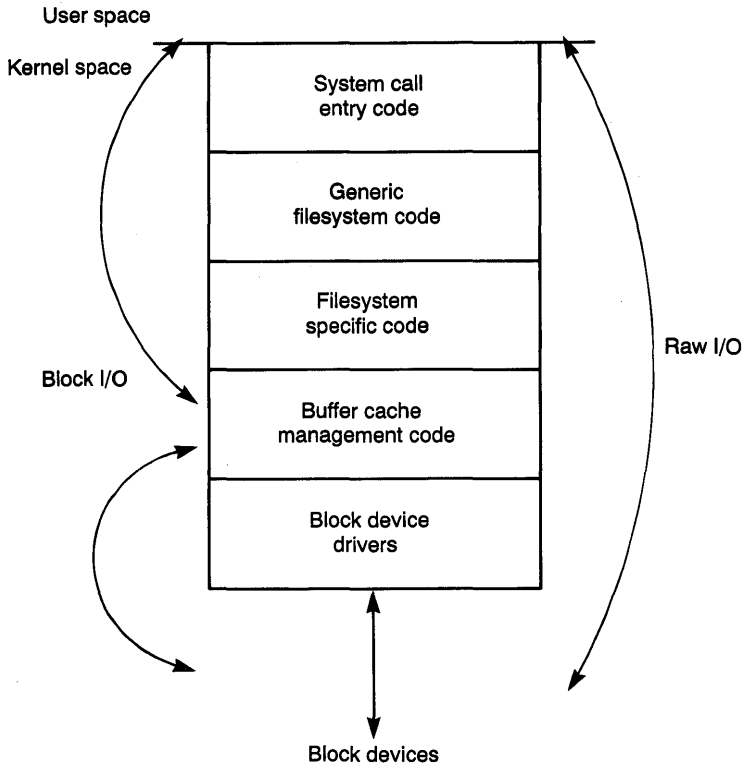 User space
Kernel space
System call
entry code
Generic
filesystem code
Filesystem
specific code
Block I/O
Raw I/O
Buffer cache
management code
Block device
drivers
Block devices